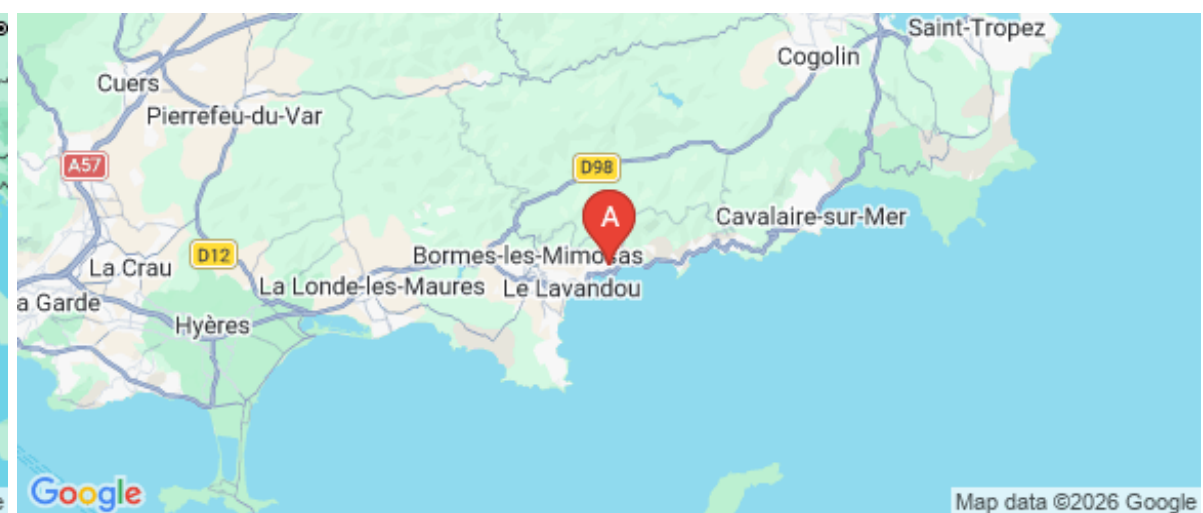 Saint-Tropez
Cogolin
Cuers
Pierrefeu-du-Var
A57
D98
A
Cavalaire-sur-Mer
D12
Bormes-les-Mimosas
La Crau
La Londe-les-Maures
Le Lavandou
a Garde
Hyères
Google
Map data ©2026 Google